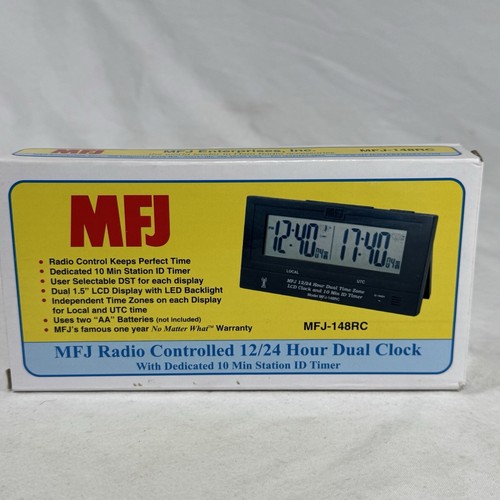 MFJ Enterprises, Inc.
MFJ-148RC
MFJ
• Radio Control Keeps Perfect Time
• Dedicated 10 Min Station ID Timer
• User Selectable DST for each display
• Dual 1.5" LCD Display with LED Backlight
• Independent Time Zones on each Display
for Local and UTC time
• Uses two "AA" Batteries (not included)
• MFJ's famous one year No Matter What™ Warranty
MFJ
12:40 17:40
LOCAL UTC
MFJ 12/24 Hour Dual Time Zone
LCD Clock and 10 Min ID Timer
Model MFJ-148RC
MFJ-148RC
MFJ Radio Controlled 12/24 Hour Dual Clock
With Dedicated 10 Min Station ID Timer